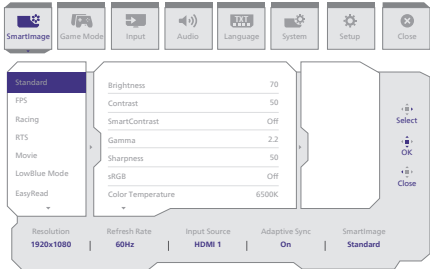 TXT
SmartImage Game Mode Input Audio Language System Setup Close
Standard
FPS
Racing
RTS
Movie
LowBlue Mode
EasyRead
Brightness 70
Contrast 50
SmartContrast Off
Gamma 2.2
Sharpness 50
sRGB Off
Color Temperature 6500K
Select
OK
Close
Resolution Refresh Rate Input Source Adaptive Sync SmartImage
1920x1080 | 60Hz | HDMI 1 | On | Standard